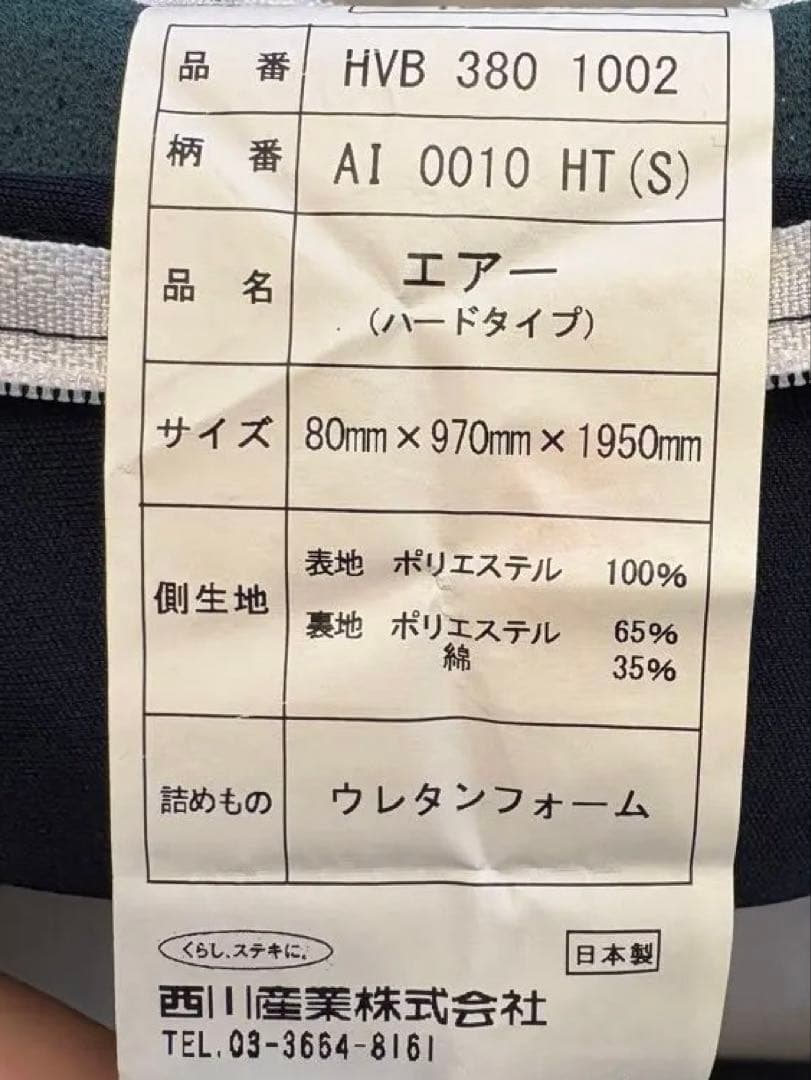 品番 HVB 380 1002
柄番 AI 0010 HT(S)
品名 エアー
(ハードタイプ)
サイズ 80mm×970mm×1950mm
側生地 表地 ポリエステル 100%
裏地 ポリエステル 65%
綿 35%
詰めもの ウレタンフォーム
くらし、ステキに。
日本製
西川産業株式会社
TEL.03-3664-8161